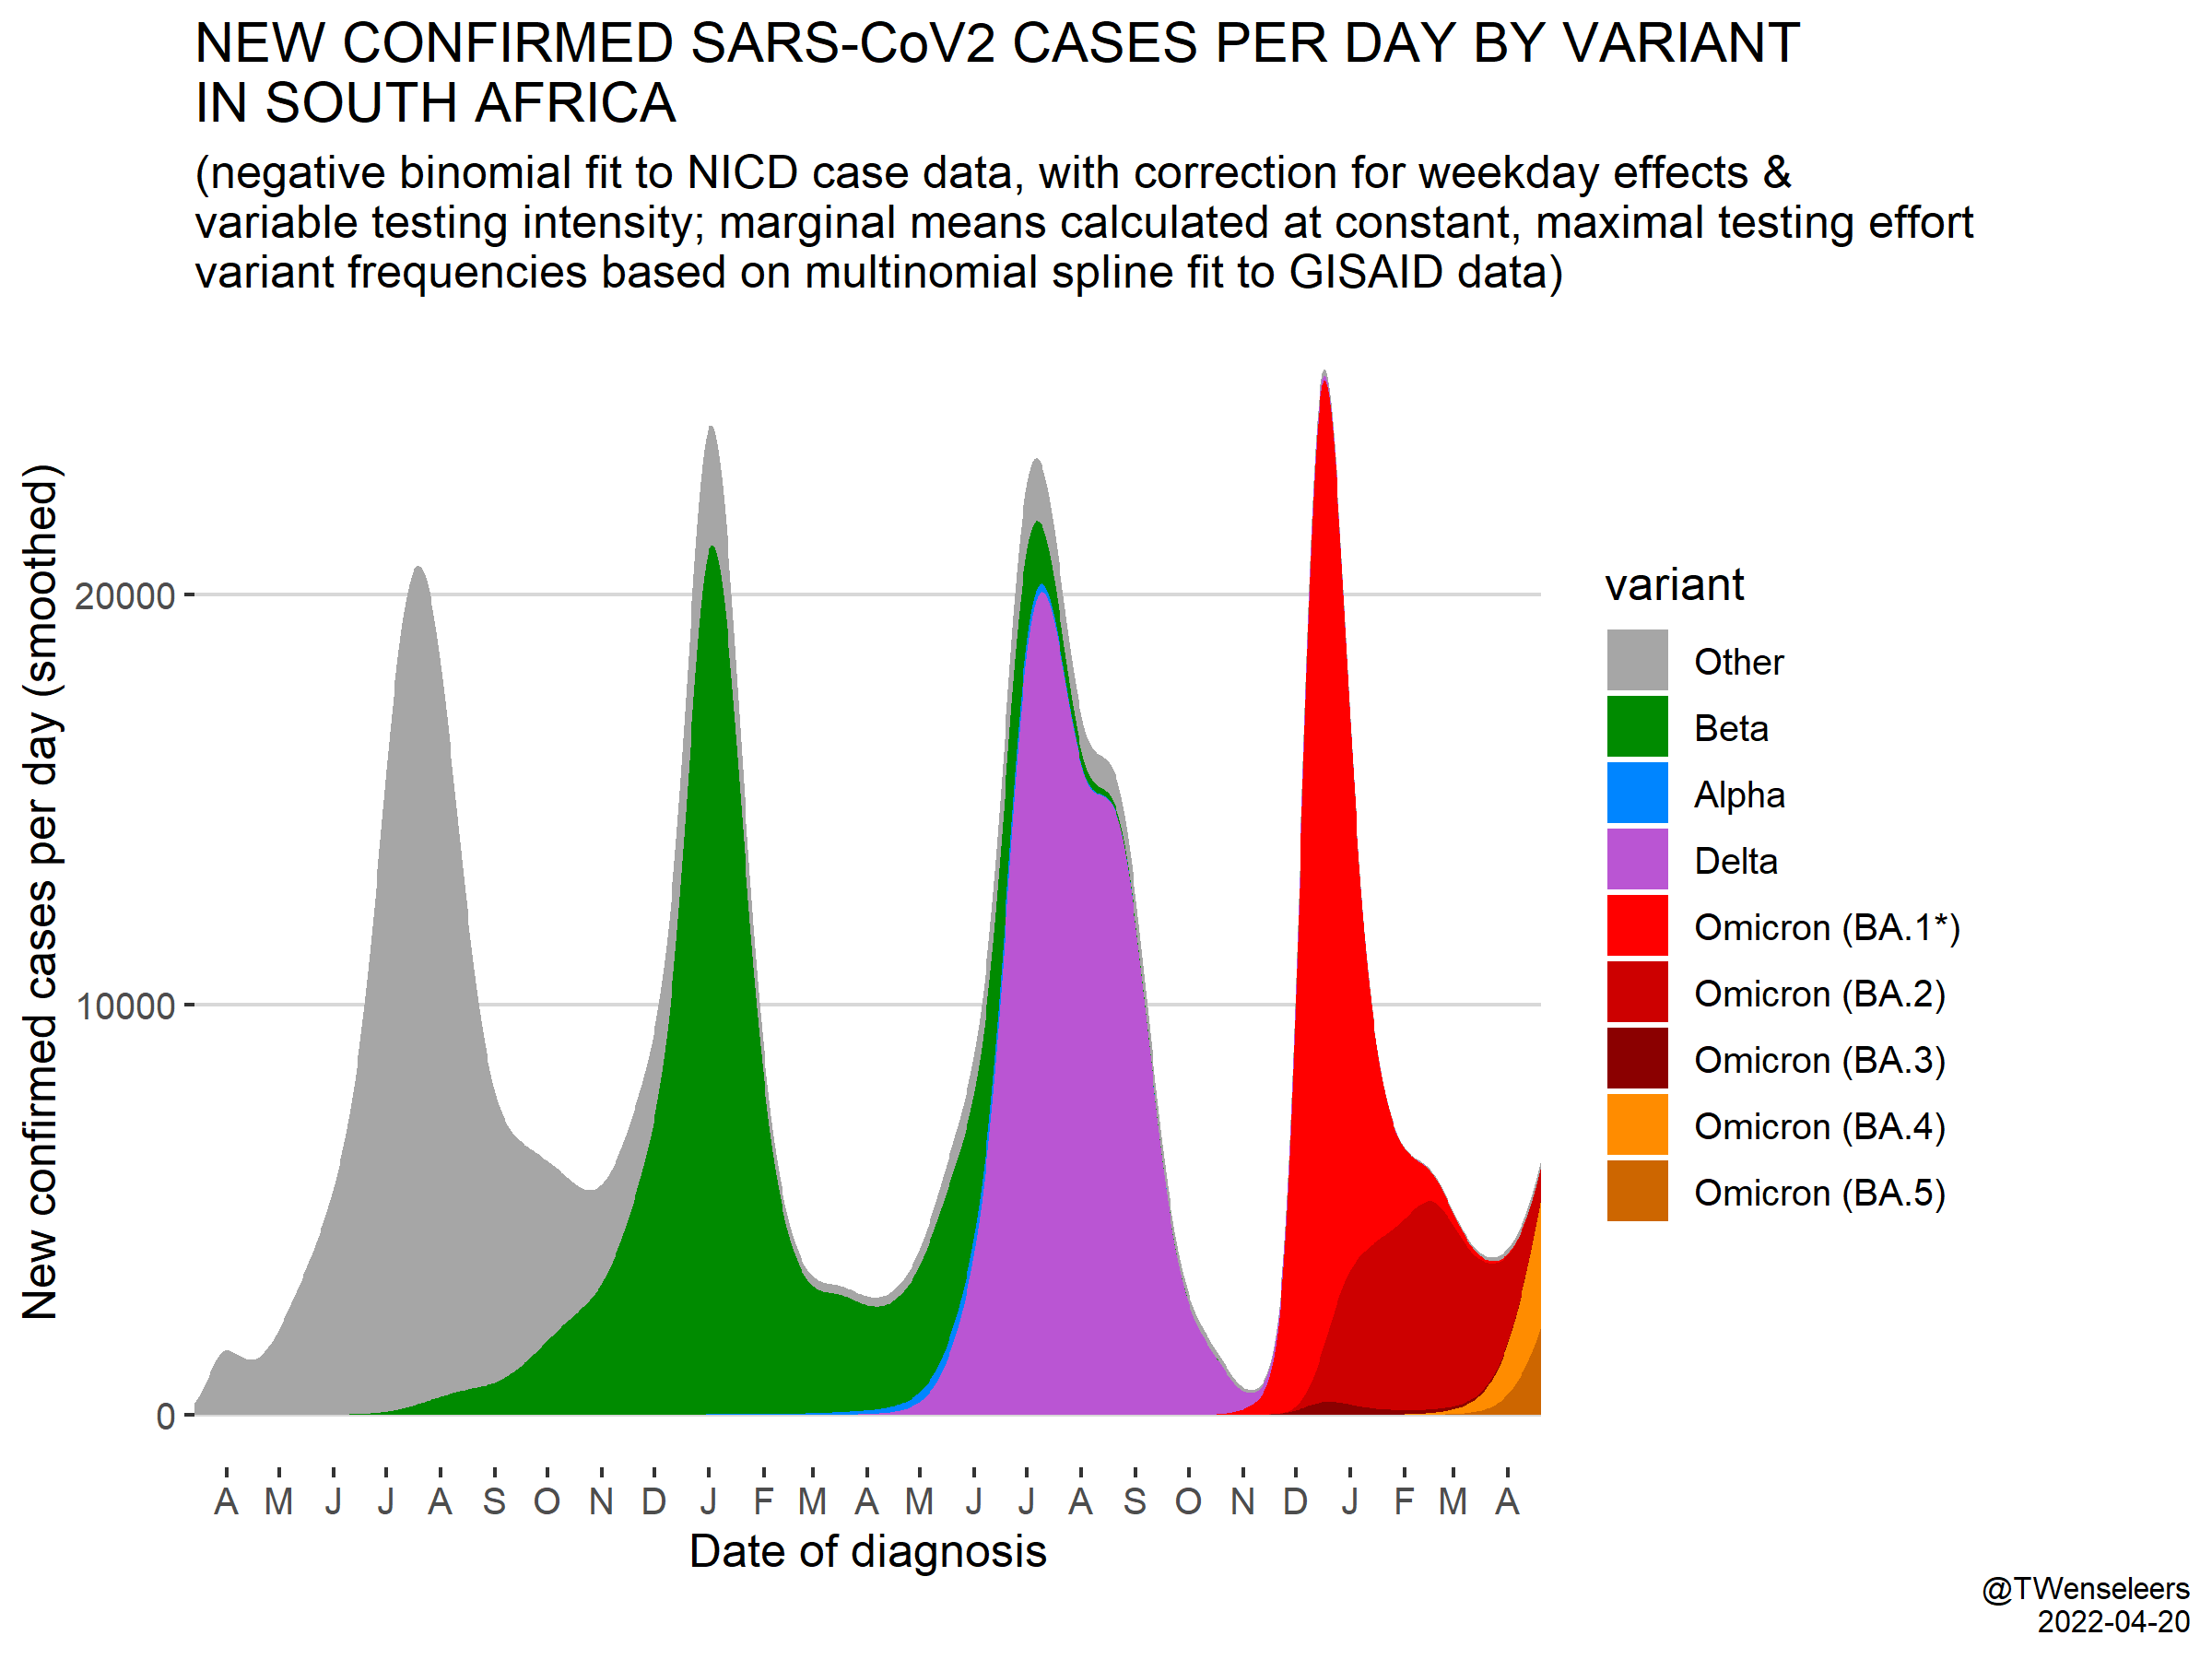 NEW CONFIRMED SARS-CoV2 CASES PER DAY BY VARIANT
IN SOUTH AFRICA
(negative binomial fit to NICD case data, with correction for weekday effects &
variable testing intensity; marginal means calculated at constant, maximal testing effort
variant frequencies based on multinomial spline fit to GISAID data)
New confirmed cases per day (smoothed)
20000
10000
0
A M J J A S O N D J F M A M J J A S O N D J F M A
Date of diagnosis
variant
Other
Beta
Alpha
Delta
Omicron (BA.1*)
Omicron (BA.2)
Omicron (BA.3)
Omicron (BA.4)
Omicron (BA.5)
@TWenseleers
2022-04-20